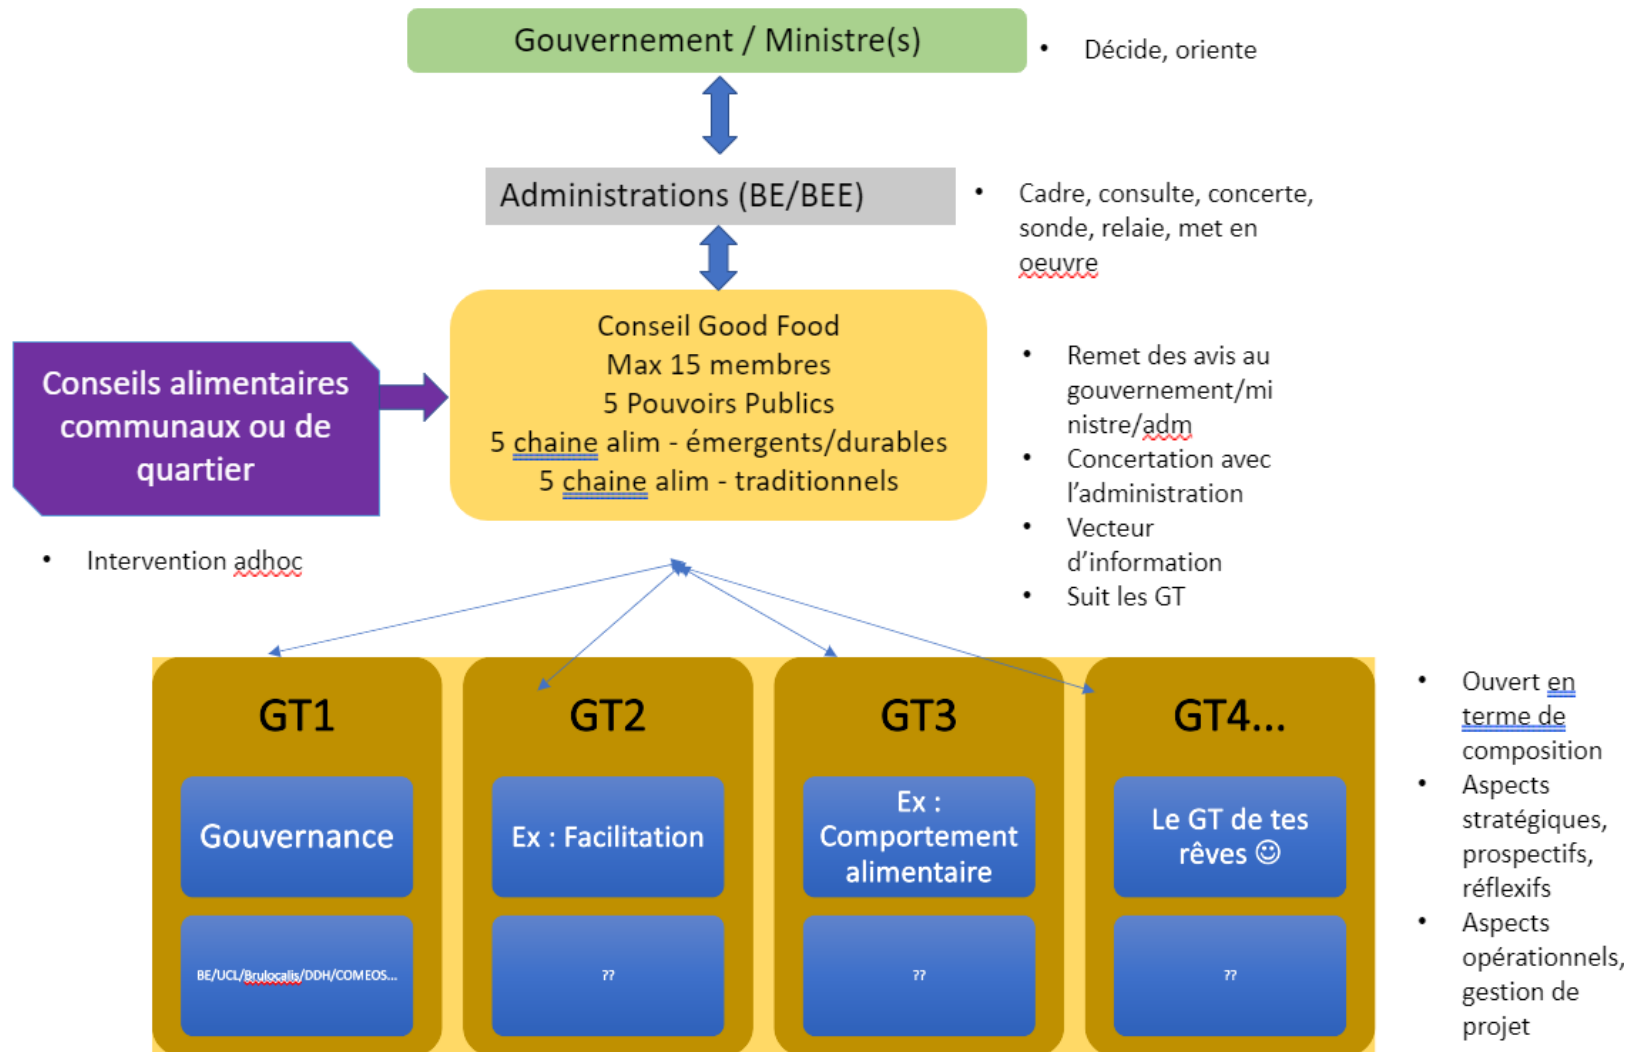 Gouvernement / Ministre(s)
• Décide, oriente
Administrations (BE/BEE)
• Cadre, consulte, concerte,
sonde, relaie, met en
oeuvre
Conseils alimentaires
communaux ou de
quartier
• Intervention adhoc
Conseil Good Food
Max 15 membres
5 Pouvoirs Publics
5 chaine alim - émergents/durables
5 chaine alim - traditionnels
• Remet des avis au
gouvernement/mi
nistre/adm
• Concertation avec
l’administration
• Vecteur
d’information
• Suit les GT
GT1
Gouvernance
BE/UCL/Brulocalis/DDH/COMEOS...
GT2
Ex : Facilitation
??
GT3
Ex :
Comportement
alimentaire
??
GT4...
Le GT de tes
rêves ☺
??
• Ouvert en
terme de
composition
• Aspects
stratégiques,
prospectifs,
réflexifs
• Aspects
opérationnels,
gestion de
projet